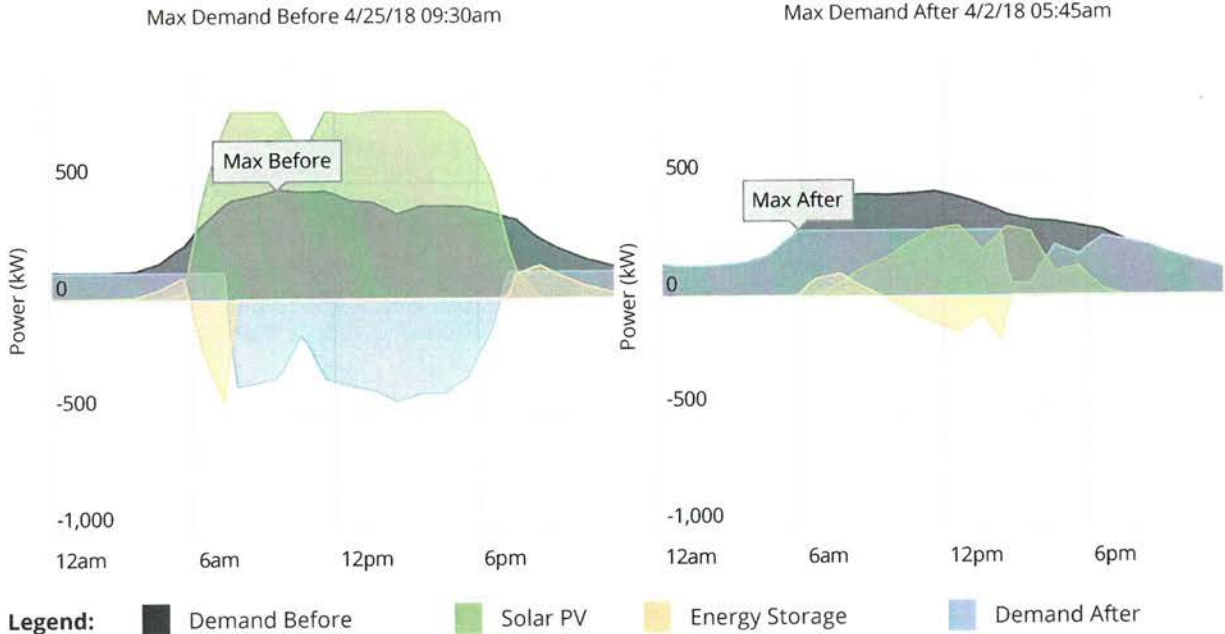 Max Demand Before 4/25/18 09:30am
Max Demand After 4/2/18 05:45am
Max Before
500
0
-500
-1,000
Power (kW)
12am
6am
12pm
6pm
Max After
500
0
-500
-1,000
Power (kW)
12am
6am
12pm
6pm
Legend:
Demand Before
Solar PV
Energy Storage
Demand After